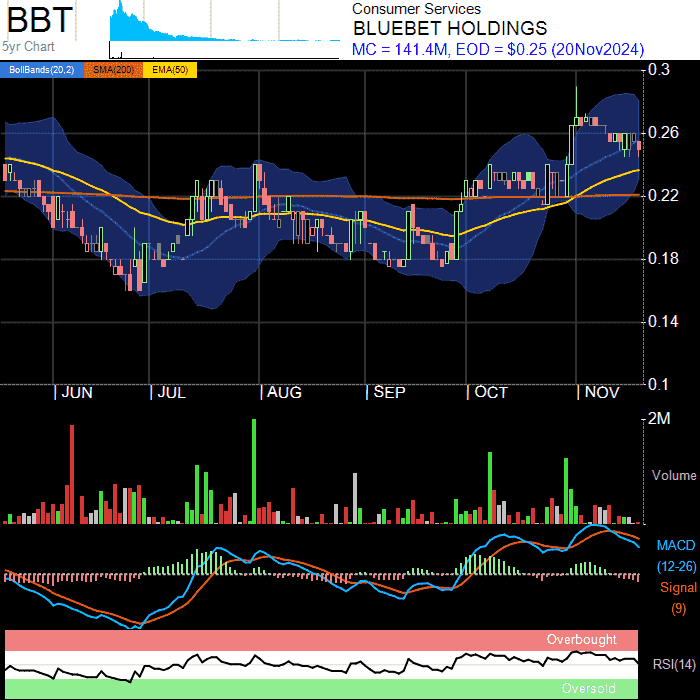 BBT
5yr Chart
Consumer Services
BLUEBET HOLDINGS
MC = 141.4M, EOD = $0.25 (20Nov2024)
BollBands(20,2) SMA(200) EMA(50)
0.3
0.26
0.22
0.18
0.14
0.1
JUN JUL AUG SEP OCT NOV
2M
Volume
MACD
(12-26)
Signal
(9)
Overbought
RSI(14)
Oversold